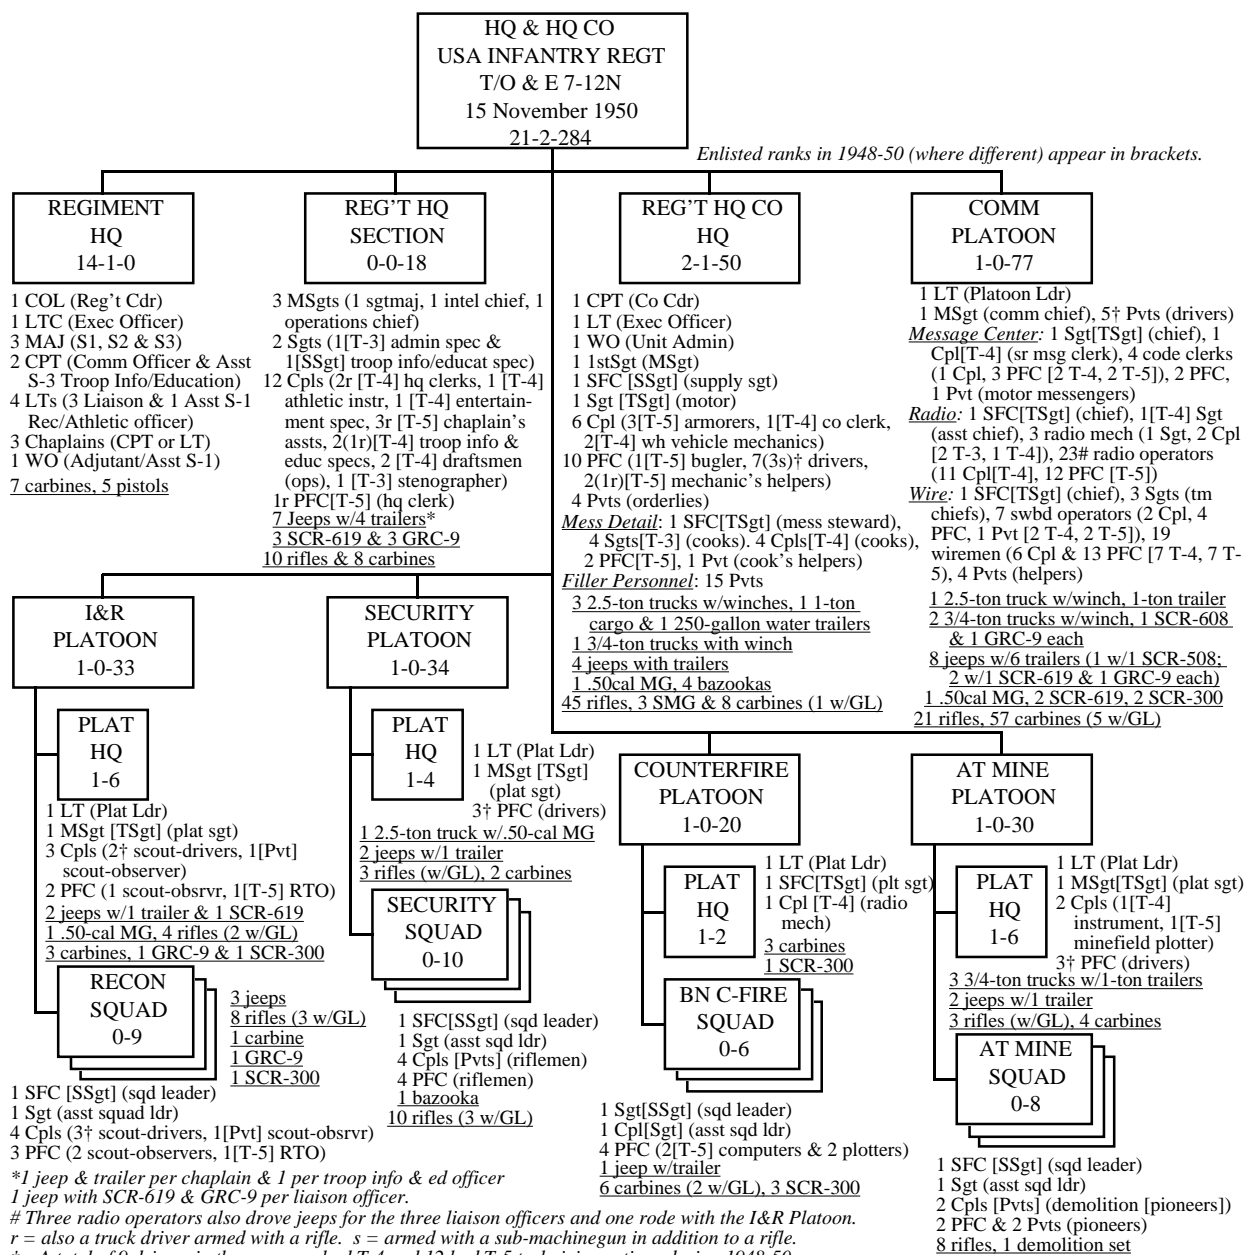 HQ & HQ CO
USA INFANTRY REGT
T/O & E 7-12N
15 November 1950
21-2-284
Enlisted ranks in 1948-50 (where different) appear in brackets.
REGIMENT
HQ
14-1-0
1 COL (Reg't Cdr)
1 LTC (Exec Officer)
3 MAJ (S1, S2 & S3)
2 CPT (Comm Officer & Asst
S-3 Troop Info/Education)
4 LTs (3 Liaison & 1 Asst S-1
Rec/Athletic officer)
3 Chaplains (CPT or LT)
1 WO (Adjutant/Asst S-1)
7 carbines, 5 pistols
REG'T HQ
SECTION
0-0-18
3 MSgts (1 sgtmaj, 1 intel chief, 1
operations chief)
2 Sgts (1[T-3] admin spec &
1[SSgt] troop info/educat spec)
12 Cpls (2r [T-4] hq clerks, 1 [T-4]
athletic instr, 1 [T-4] entertain-
ment spec, 3r [T-5] chaplain's
assts, 2(1r)[T-4] troop info &
educ specs, 2 [T-4] draftsmen
(ops), 1 [T-3] stenographer)
1r PFC[T-5] (hq clerk)
7 Jeeps w/4 trailers*
3 SCR-619 & 3 GRC-9
10 rifles & 8 carbines
REG'T HQ CO
HQ
2-1-50
1 CPT (Co Cdr)
1 LT (Exec Officer)
1 WO (Unit Admin)
1 1stSgt (MSgt)
1 SFC [SSgt] (supply sgt)
1 Sgt [TSgt] (motor)
6 Cpl (3[T-5] armorers, 1[T-4] co clerk,
2[T-4] wh vehicle mechanics)
10 PFC (1[T-5] bugler, 7(3s)† drivers,
2(1r)[T-5] mechanic's helpers)
4 Pvts (orderlies)
Mess Detail: 1 SFC[TSgt] (mess steward),
4 Sgts[T-3] (cooks). 4 Cpls[T-4] (cooks),
2 PFC[T-5], 1 Pvt (cook's helpers)
Filler Personnel: 15 Pvts
3 2.5-ton trucks w/winches, 1 1-ton
cargo & 1 250-gallon water trailers
1 3/4-ton trucks with winch
4 jeeps with trailers
1 .50cal MG, 4 bazookas
45 rifles, 3 SMG & 8 carbines (1 w/GL)
COMM
PLATOON
1-0-77
1 LT (Platoon Ldr)
1 MSgt (comm chief), 5† Pvts (drivers)
Message Center: 1 Sgt[TSgt] (chief), 1
Cpl[T-4] (sr msg clerk), 4 code clerks
(1 Cpl, 3 PFC [2 T-4, 2 T-5]), 2 PFC,
1 Pvt (motor messengers)
Radio: 1 SFC[TSgt] (chief), 1[T-4] Sgt
(asst chief), 3 radio mech (1 Sgt, 2 Cpl
[2 T-3, 1 T-4]), 23# radio operators
(11 Cpl[T-4], 12 PFC [T-5])
Wire: 1 SFC[TSgt] (chief), 3 Sgts (tm
chiefs), 7 swbd operators (2 Cpl, 4
PFC, 1 Pvt [2 T-4, 2 T-5]), 19
wiremen (6 Cpl & 13 PFC [7 T-4, 7 T-
5), 4 Pvts (helpers)
1 2.5-ton truck w/winch, 1-ton trailer
2 3/4-ton trucks w/winch, 1 SCR-608
& 1 GRC-9 each
8 jeeps w/6 trailers (1 w/1 SCR-508;
2 w/1 SCR-619 & 1 GRC-9 each)
1 .50cal MG, 2 SCR-619, 2 SCR-300
21 rifles, 57 carbines (5 w/GL)
I&R
PLATOON
1-0-33
PLAT
HQ
1-6
1 LT (Plat Ldr)
1 MSgt [TSgt] (plat sgt)
3 Cpls (2† scout-drivers, 1[Pvt]
scout-observer)
2 PFC (1 scout-obsrvr, 1[T-5] RTO)
2 jeeps w/1 trailer & 1 SCR-619
1 .50-cal MG, 4 rifles (2 w/GL)
3 carbines, 1 GRC-9 & 1 SCR-300
RECON
SQUAD
0-9
3 jeeps
8 rifles (3 w/GL)
1 carbine
1 GRC-9
1 SCR-300
1 SFC [SSgt] (sqd leader)
1 Sgt (asst squad ldr)
4 Cpls (3† scout-drivers, 1[Pvt] scout-obsrvr)
3 PFC (2 scout-observers, 1[T-5] RTO)
SECURITY
PLATOON
1-0-34
PLAT
HQ
1-4
1 LT (Plat Ldr)
1 MSgt [TSgt]
(plat sgt)
3† PFC (drivers)
1 2.5-ton truck w/.50-cal MG
2 jeeps w/1 trailer
3 rifles (w/GL), 2 carbines
SECURITY
SQUAD
0-10
1 SFC[SSgt] (sqd leader)
1 Sgt (asst sqd ldr)
4 Cpls [Pvts] (riflemen)
4 PFC (riflemen)
1 bazooka
10 rifles (3 w/GL)
COUNTERFIRE
PLATOON
1-0-20
PLAT
HQ
1-2
1 LT (Plat Ldr)
1 SFC[TSgt] (plt sgt)
1 Cpl [T-4] (radio
mech)
3 carbines
1 SCR-300
BN C-FIRE
SQUAD
0-6
1 Sgt[SSgt] (sqd leader)
1 Cpl[Sgt] (asst sqd ldr)
4 PFC (2[T-5] computers & 2 plotters)
1 jeep w/trailer
6 carbines (2 w/GL), 3 SCR-300
AT MINE
PLATOON
1-0-30
PLAT
HQ
1-6
1 LT (Plat Ldr)
1 MSgt[TSgt] (plat sgt)
2 Cpls (1[T-4]
instrument, 1[T-5]
minefield plotter)
3† PFC (drivers)
3 3/4-ton trucks w/1-ton trailers
2 jeeps w/1 trailer
3 rifles (w/GL), 4 carbines
AT MINE
SQUAD
0-8
1 SFC [SSgt] (sqd leader)
1 Sgt (asst sqd ldr)
2 Cpls [Pvts] (demolition [pioneers])
2 PFC & 2 Pvts (pioneers)
8 rifles, 1 demolition set
*1 jeep & trailer per chaplain & 1 per troop info & ed officer
1 jeep with SCR-619 & GRC-9 per liaison officer.
# Three radio operators also drove jeeps for the three liaison officers and one rode with the I&R Platoon.
r = also a truck driver armed with a rifle. s = armed with a sub-machinegun in addition to a rifle.